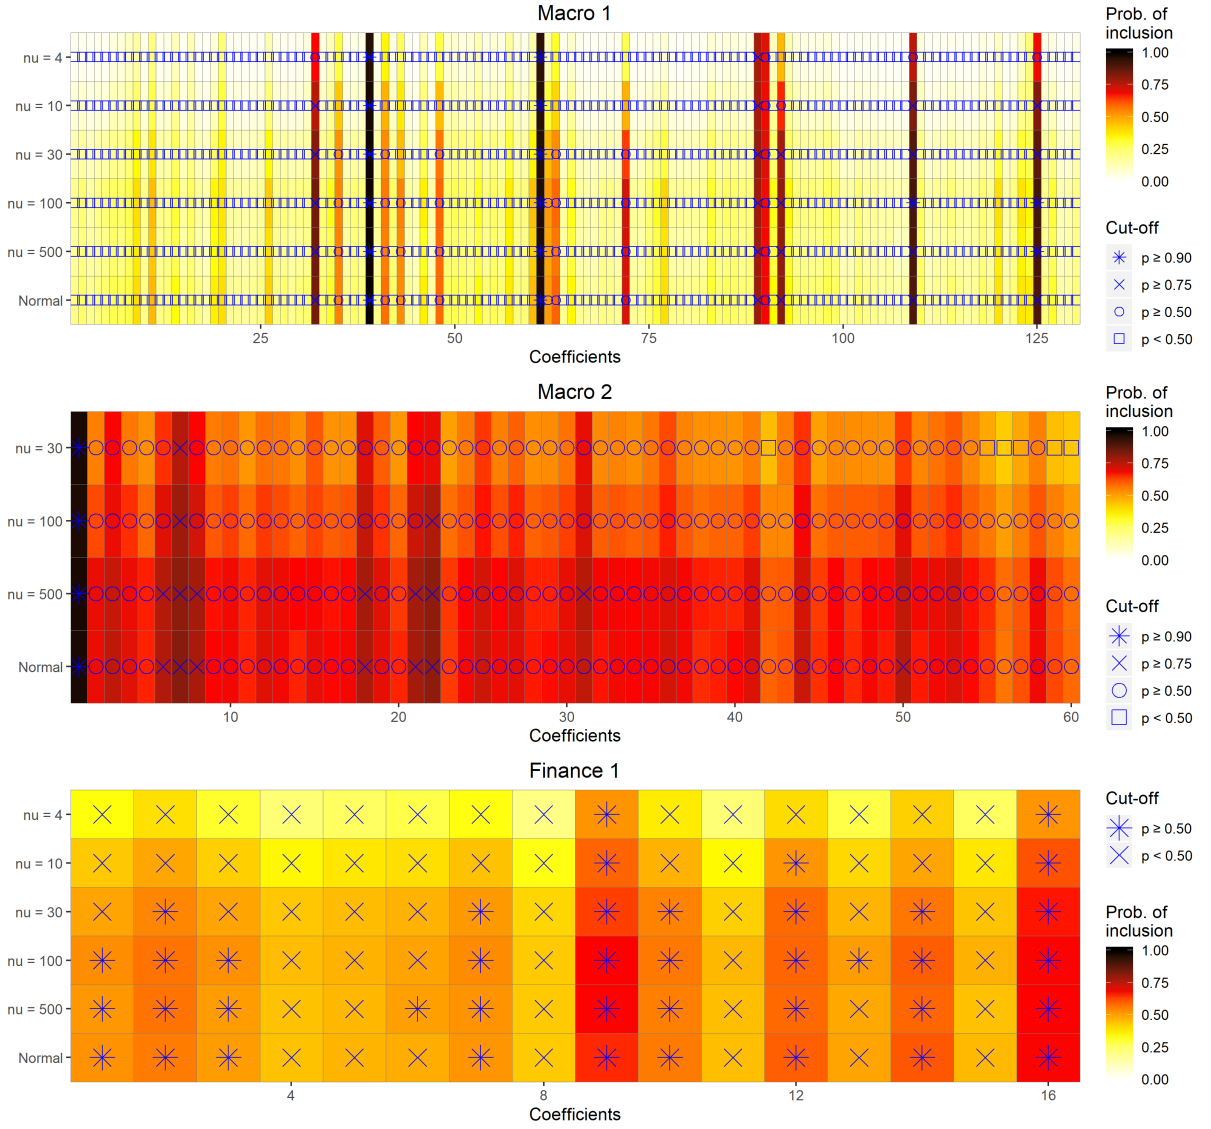 Macro 1
nu = 4
nu = 10
nu = 30
nu = 100
nu = 500
Normal
25
50
75
100
125
Coefficients
Prob. of
inclusion
1.00
0.75
0.50
0.25
0.00
Cut-off
p ≥ 0.90
p ≥ 0.75
p ≥ 0.50
p < 0.50
Macro 2
nu = 30
nu = 100
nu = 500
Normal
10
20
30
40
50
60
Coefficients
Prob. of
inclusion
1.00
0.75
0.50
0.25
0.00
Cut-off
p ≥ 0.90
p ≥ 0.75
p ≥ 0.50
p < 0.50
Finance 1
nu = 4
nu = 10
nu = 30
nu = 100
nu = 500
Normal
4
8
12
16
Coefficients
Cut-off
p ≥ 0.50
p < 0.50
Prob. of
inclusion
1.00
0.75
0.50
0.25
0.00